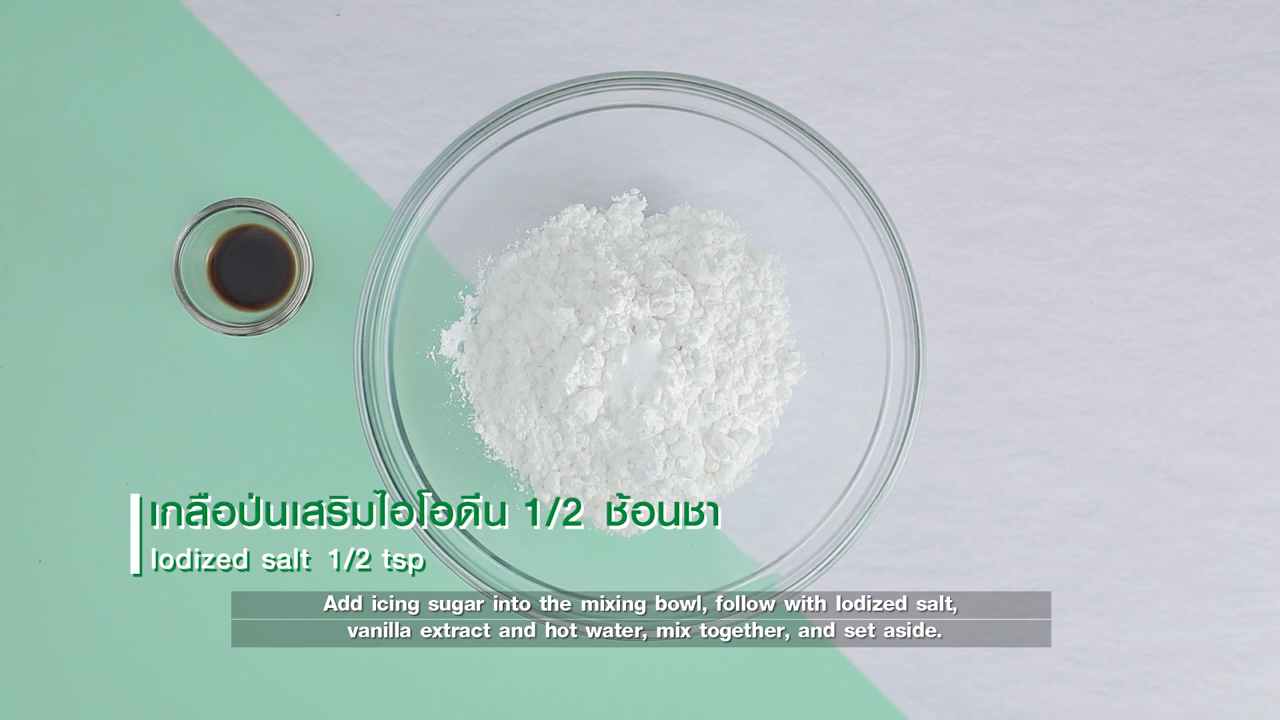 เกลือป่นเสริมไอโอดีน 1/2 ช้อนชา
Iodized salt 1/2 tsp
Add icing sugar into the mixing bowl, follow with Iodized salt,
vanilla extract and hot water, mix together, and set aside.